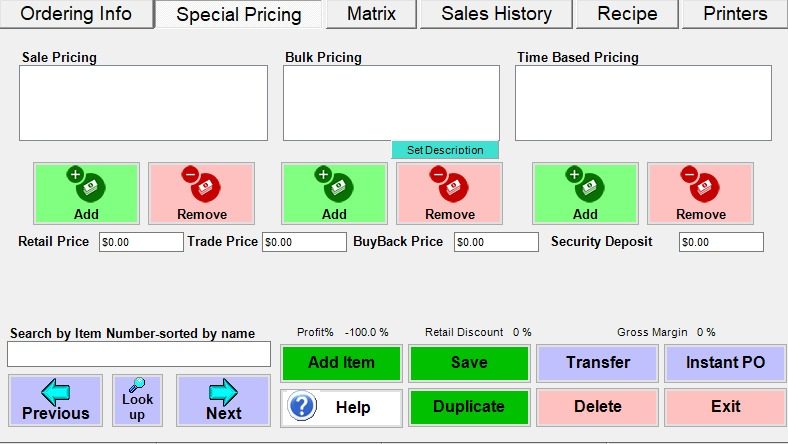 Ordering Info Special Pricing Matrix Sales History Recipe Printers
Sale Pricing Bulk Pricing Time Based Pricing
Set Description
Add Remove Add Remove Add Remove
Retail Price $0.00 Trade Price $0.00 BuyBack Price $0.00 Security Deposit $0.00
Search by Item Number-sorted by name Profit% -100.0 % Retail Discount 0 % Gross Margin 0 %
Add Item Save Transfer Instant PO
Previous Look up Next Help Duplicate Delete Exit